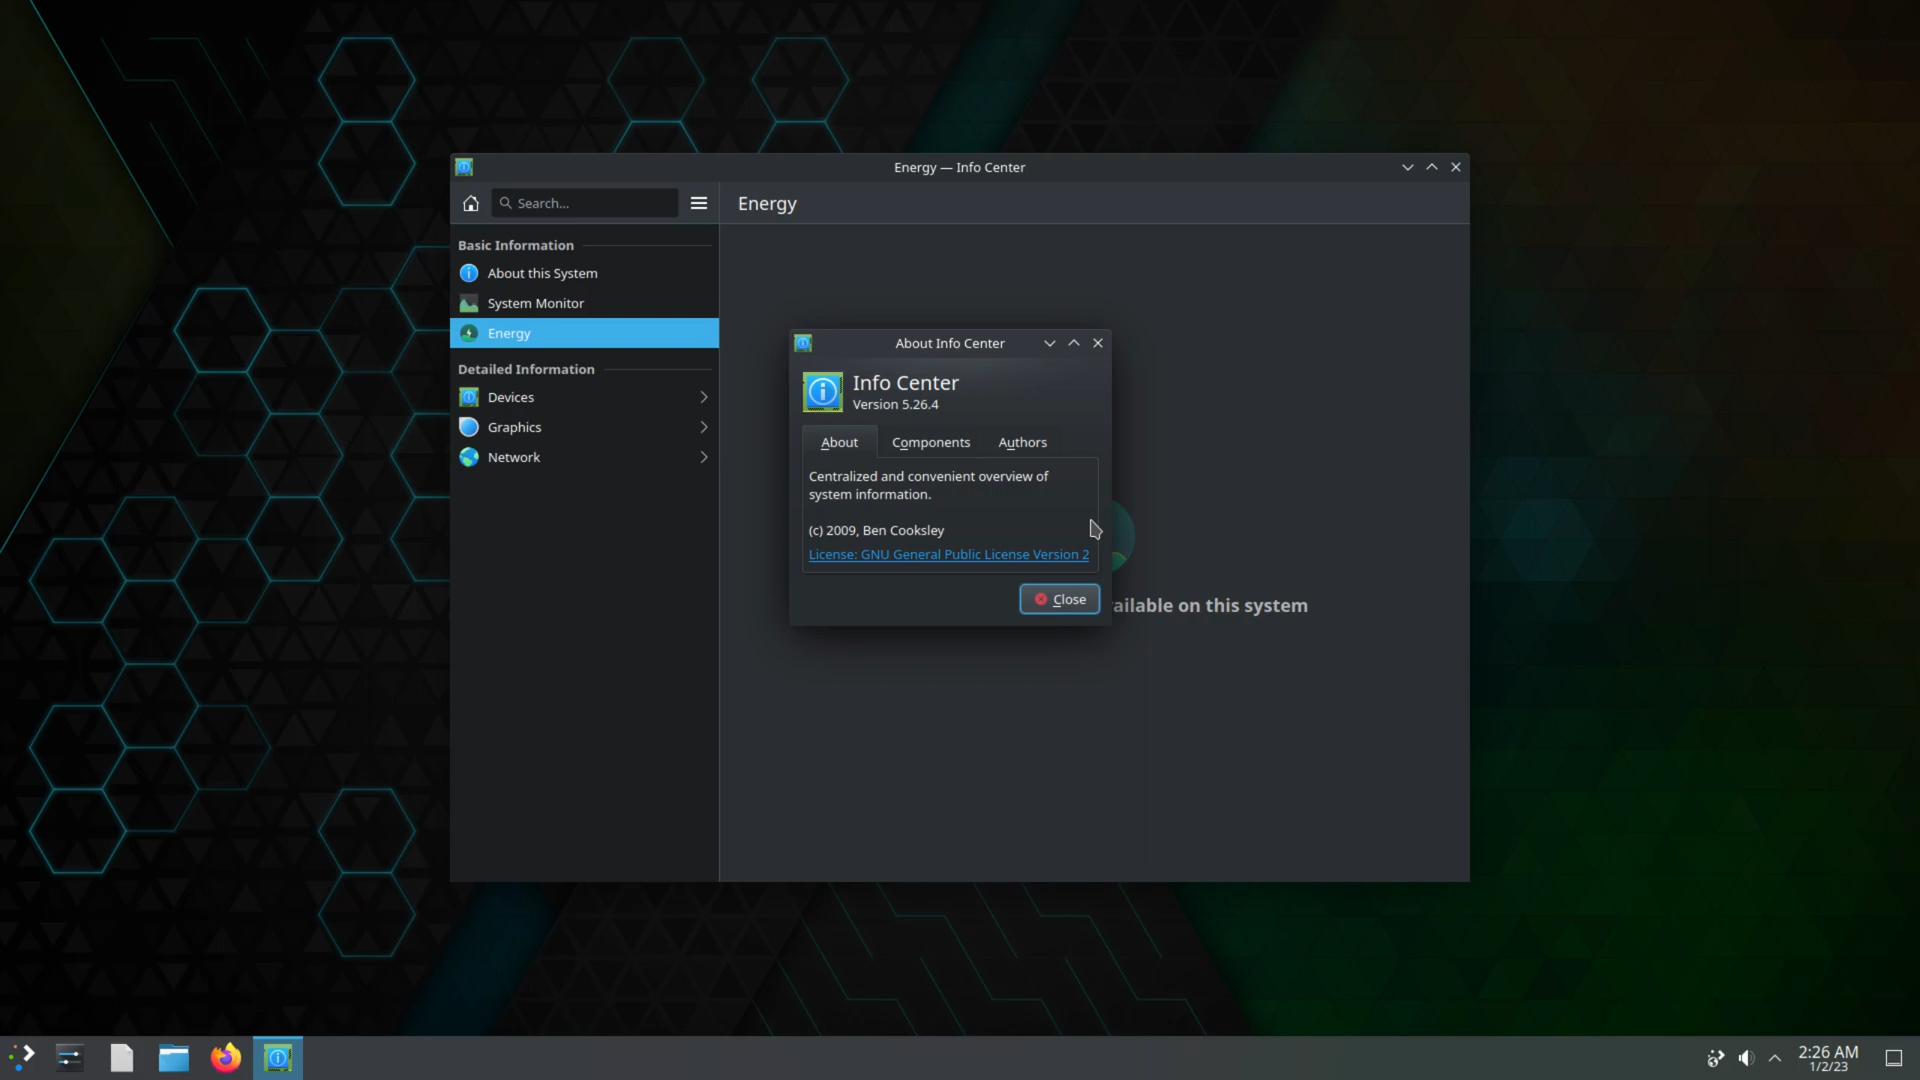 Energy — Info Center
Search...
Energy
Basic Information
About this System
System Monitor
Energy
Detailed Information
Devices
Graphics
Network
About Info Center
Info Center
Version 5.26.4
About
Components
Authors
Centralized and convenient overview of
system information.
(c) 2009, Ben Cooksley
License: GNU General Public License Version 2
Close
on this system
2:26 AM
1/2/23